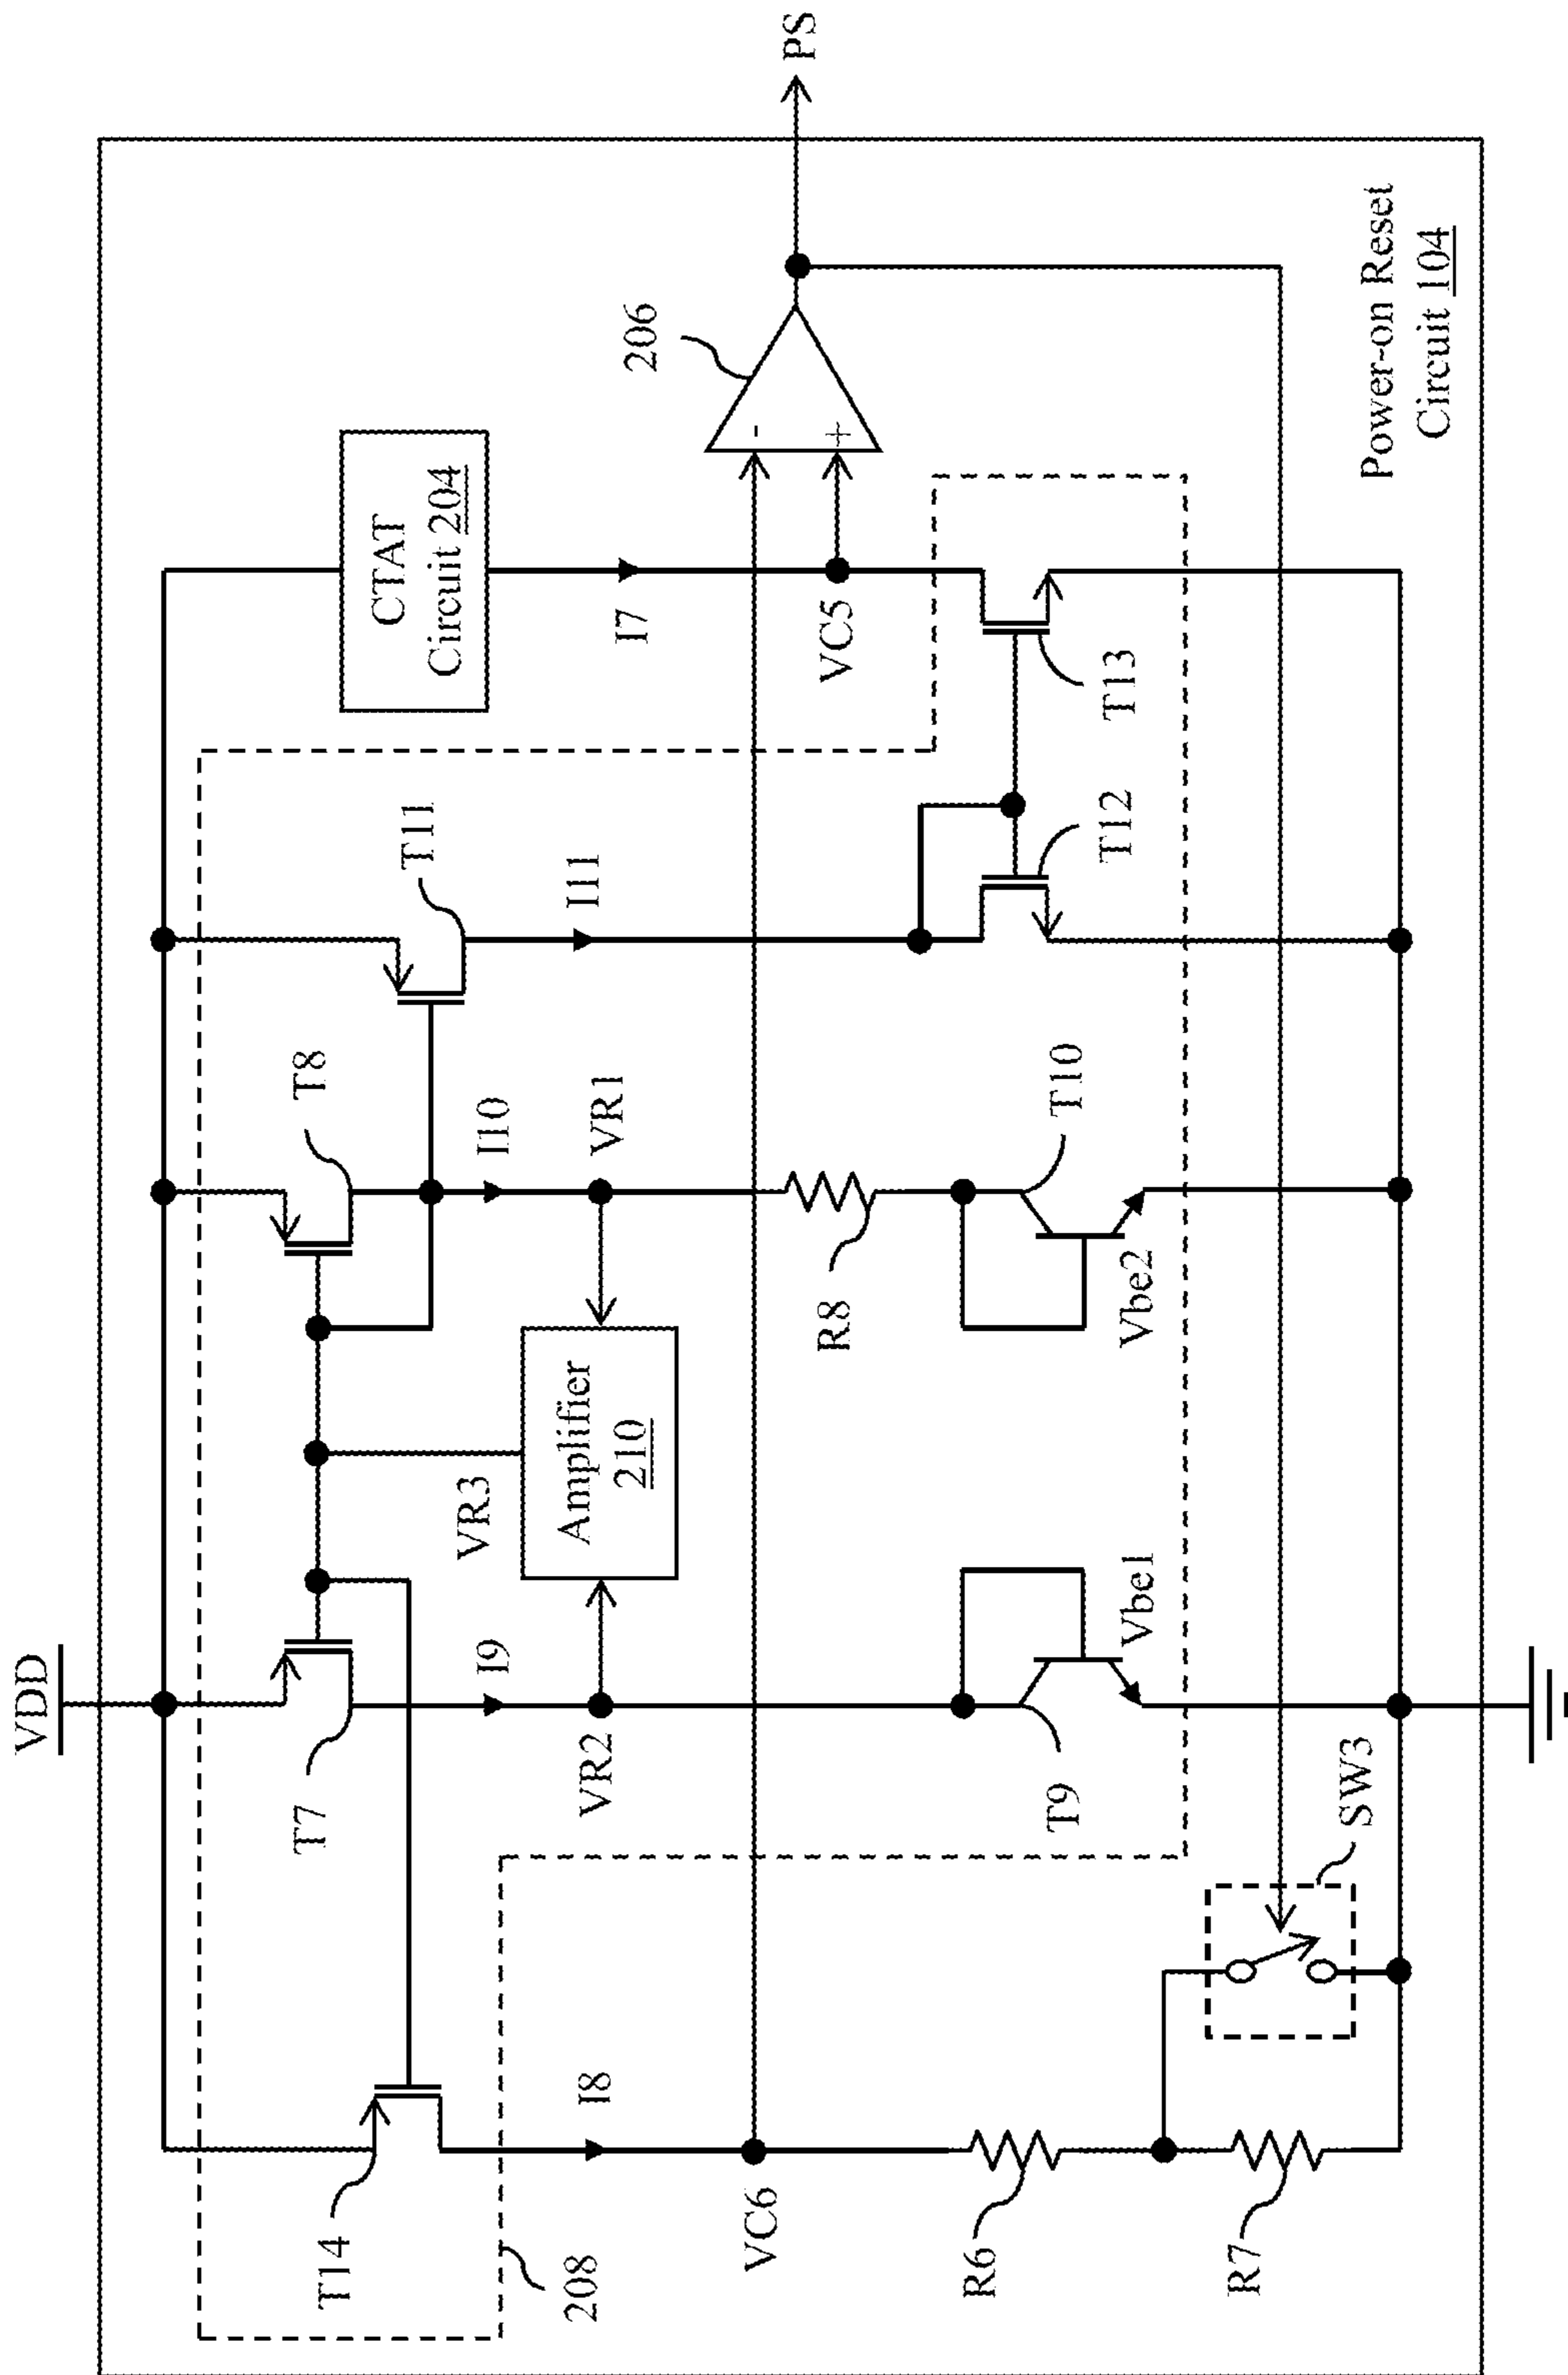 VDD
T14
T7
T8
T11
CTAT
Circuit 204
208
I8
I9
I10
I11
I7
VR3
VR2
VR1
Amplifier
210
206
-
+
PS
VC6
VC5
R8
R6
R7
T9
Vbe1
T10
Vbe2
T12
T13
SW3
Power-on Reset
Circuit 104